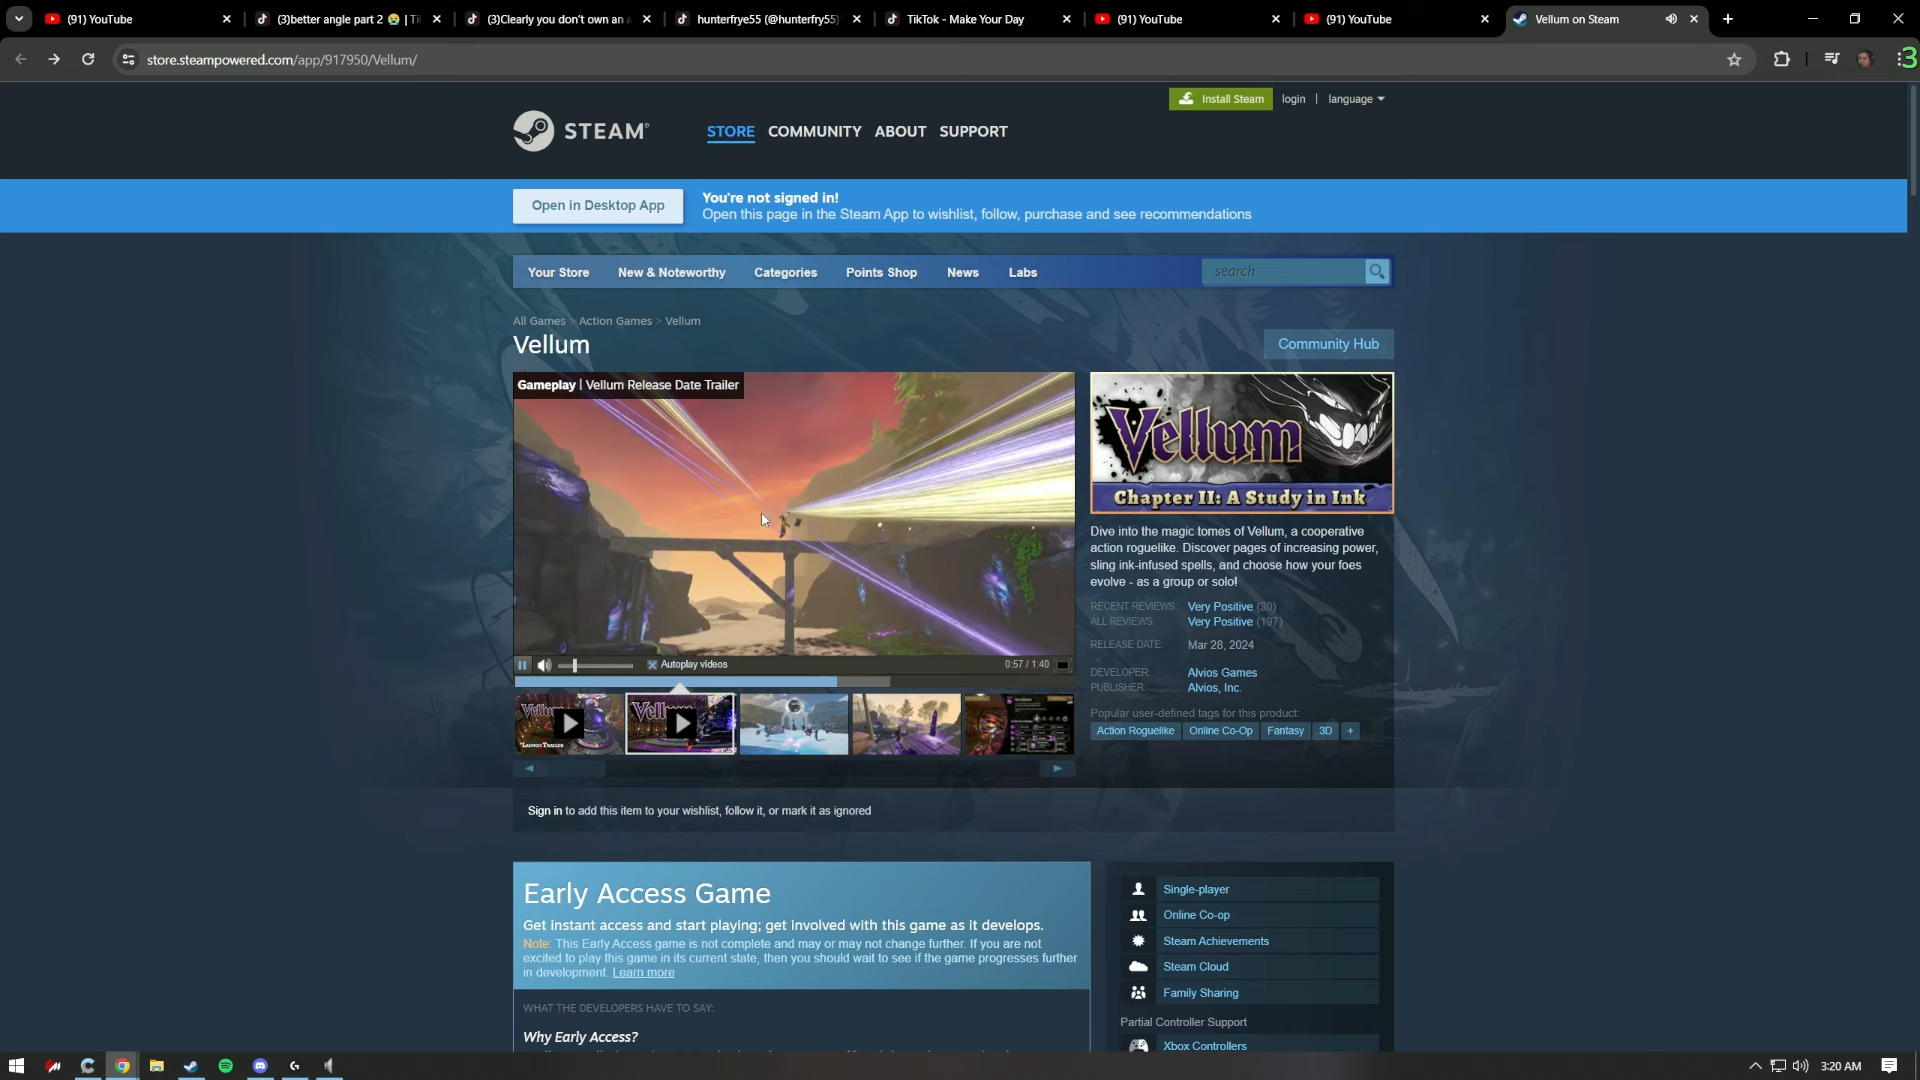 (91) YouTube
(3)better angle part 2 😭 | Ti
(3)Clearly you don't own an a
hunterfrye55 (@hunterfry55)
TikTok - Make Your Day
(91) YouTube
(91) YouTube
Vellum on Steam
store.steampowered.com/app/917950/Vellum/
3
Install Steam
login | language
STEAM®
STORE COMMUNITY ABOUT SUPPORT
Open in Desktop App
You're not signed in!
Open this page in the Steam App to wishlist, follow, purchase and see recommendations
Your Store New & Noteworthy Categories Points Shop News Labs
search
All Games > Action Games > Vellum
Vellum
Community Hub
Gameplay | Vellum Release Date Trailer
Vellum
Chapter II: A Study in Ink
Dive into the magic tomes of Vellum, a cooperative
action roguelike. Discover pages of increasing power,
sling ink-infused spells, and choose how your foes
evolve - as a group or solo!
RECENT REVIEWS: Very Positive (30)
ALL REVIEWS: Very Positive (197)
RELEASE DATE: Mar 28, 2024
DEVELOPER: Alvios Games
PUBLISHER: Alvios, Inc.
Popular user-defined tags for this product:
Action Roguelike Online Co-Op Fantasy 3D +
Autoplay videos
0:57 / 1:40
Vellum
LAUNCH TRAILER
Vellum
Sign in to add this item to your wishlist, follow it, or mark it as ignored
Early Access Game
Get instant access and start playing; get involved with this game as it develops.
Note: This Early Access game is not complete and may or may not change further. If you are not
excited to play this game in its current state, then you should wait to see if the game progresses further
in development. Learn more
WHAT THE DEVELOPERS HAVE TO SAY:
Why Early Access?
Single-player
Online Co-op
Steam Achievements
Steam Cloud
Family Sharing
Partial Controller Support
Xbox Controllers
3:20 AM